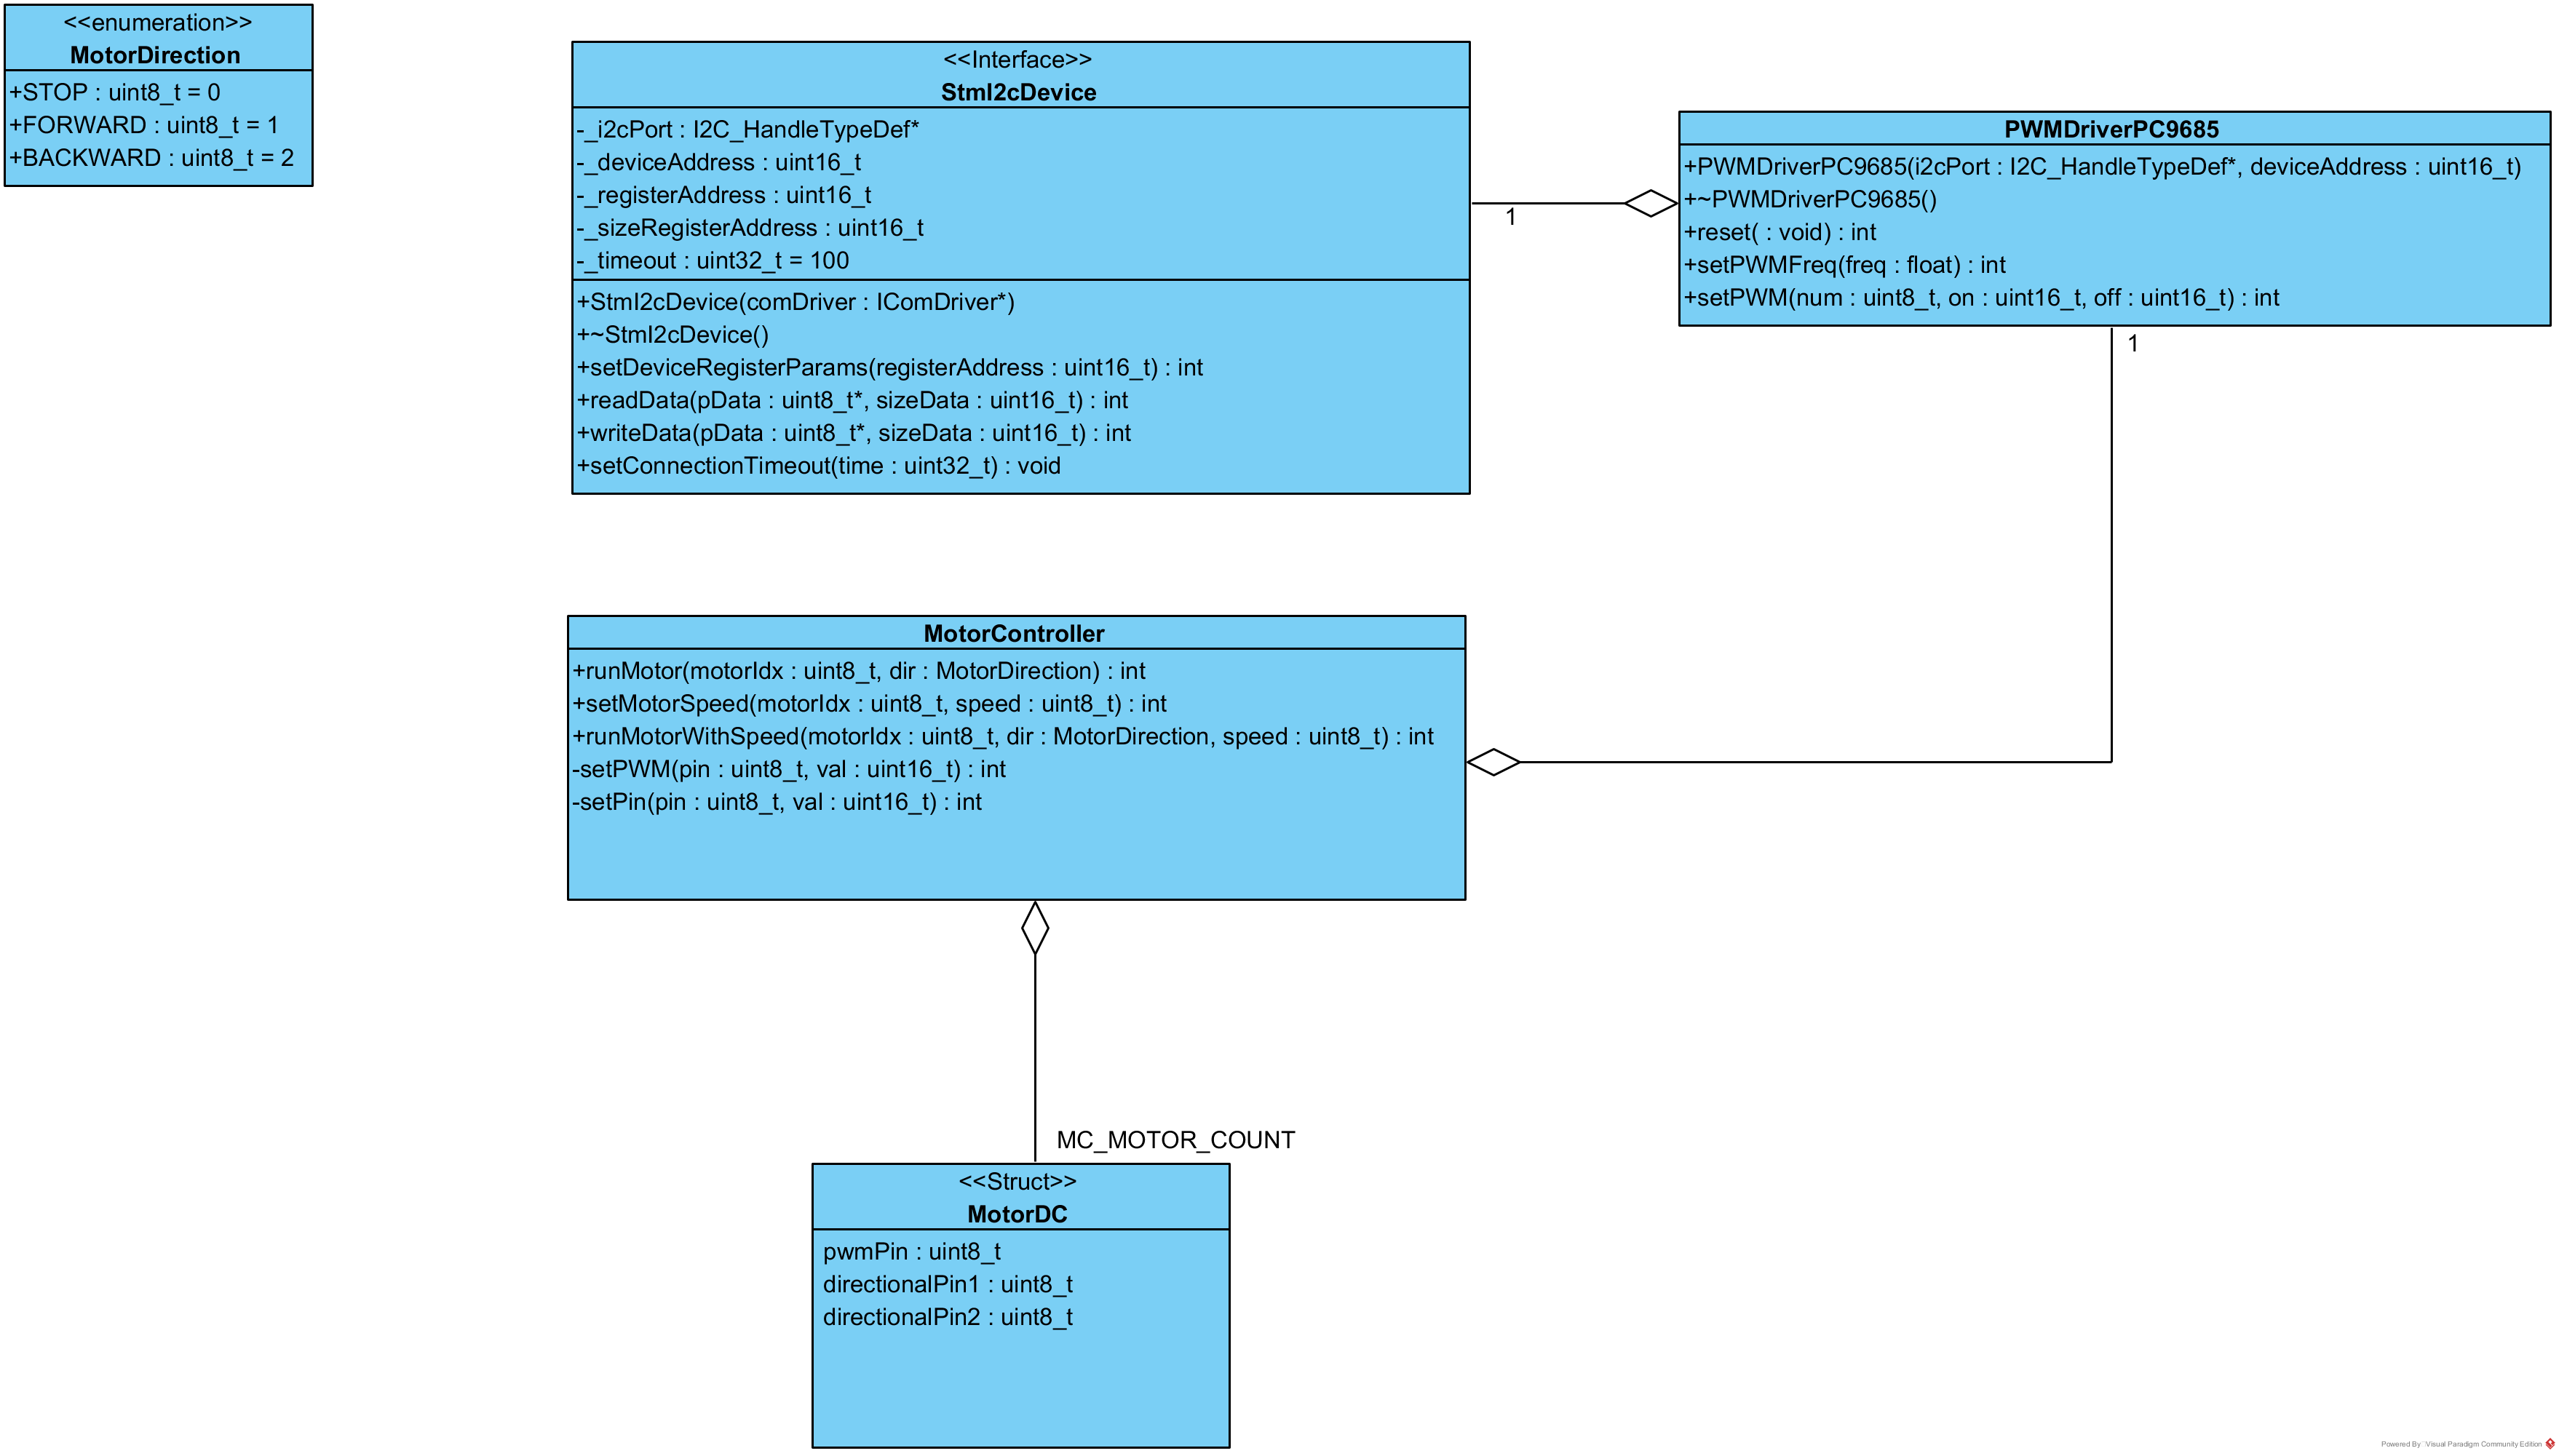 <<enumeration>>
MotorDirection
+STOP : uint8_t = 0
+FORWARD : uint8_t = 1
+BACKWARD : uint8_t = 2
<<Interface>>
StmI2cDevice
-_i2cPort : I2C_HandleTypeDef*
-_deviceAddress : uint16_t
-_registerAddress : uint16_t
-_sizeRegisterAddress : uint16_t
-_timeout : uint32_t = 100
+StmI2cDevice(comDriver : IComDriver*)
+~StmI2cDevice()
+setDeviceRegisterParams(registerAddress : uint16_t) : int
+readData(pData : uint8_t*, sizeData : uint16_t) : int
+writeData(pData : uint8_t*, sizeData : uint16_t) : int
+setConnectionTimeout(time : uint32_t) : void
1
PWMDriverPC9685
+PWMDriverPC9685(i2cPort : I2C_HandleTypeDef*, deviceAddress : uint16_t)
+~PWMDriverPC9685()
+reset( : void) : int
+setPWMFreq(freq : float) : int
+setPWM(num : uint8_t, on : uint16_t, off : uint16_t) : int
1
MotorController
+runMotor(motorIdx : uint8_t, dir : MotorDirection) : int
+setMotorSpeed(motorIdx : uint8_t, speed : uint8_t) : int
+runMotorWithSpeed(motorIdx : uint8_t, dir : MotorDirection, speed : uint8_t) : int
-setPWM(pin : uint8_t, val : uint16_t) : int
-setPin(pin : uint8_t, val : uint16_t) : int
MC_MOTOR_COUNT
<<Struct>>
MotorDC
pwmPin : uint8_t
directionalPin1 : uint8_t
directionalPin2 : uint8_t
Powered By Visual Paradigm Community Edition